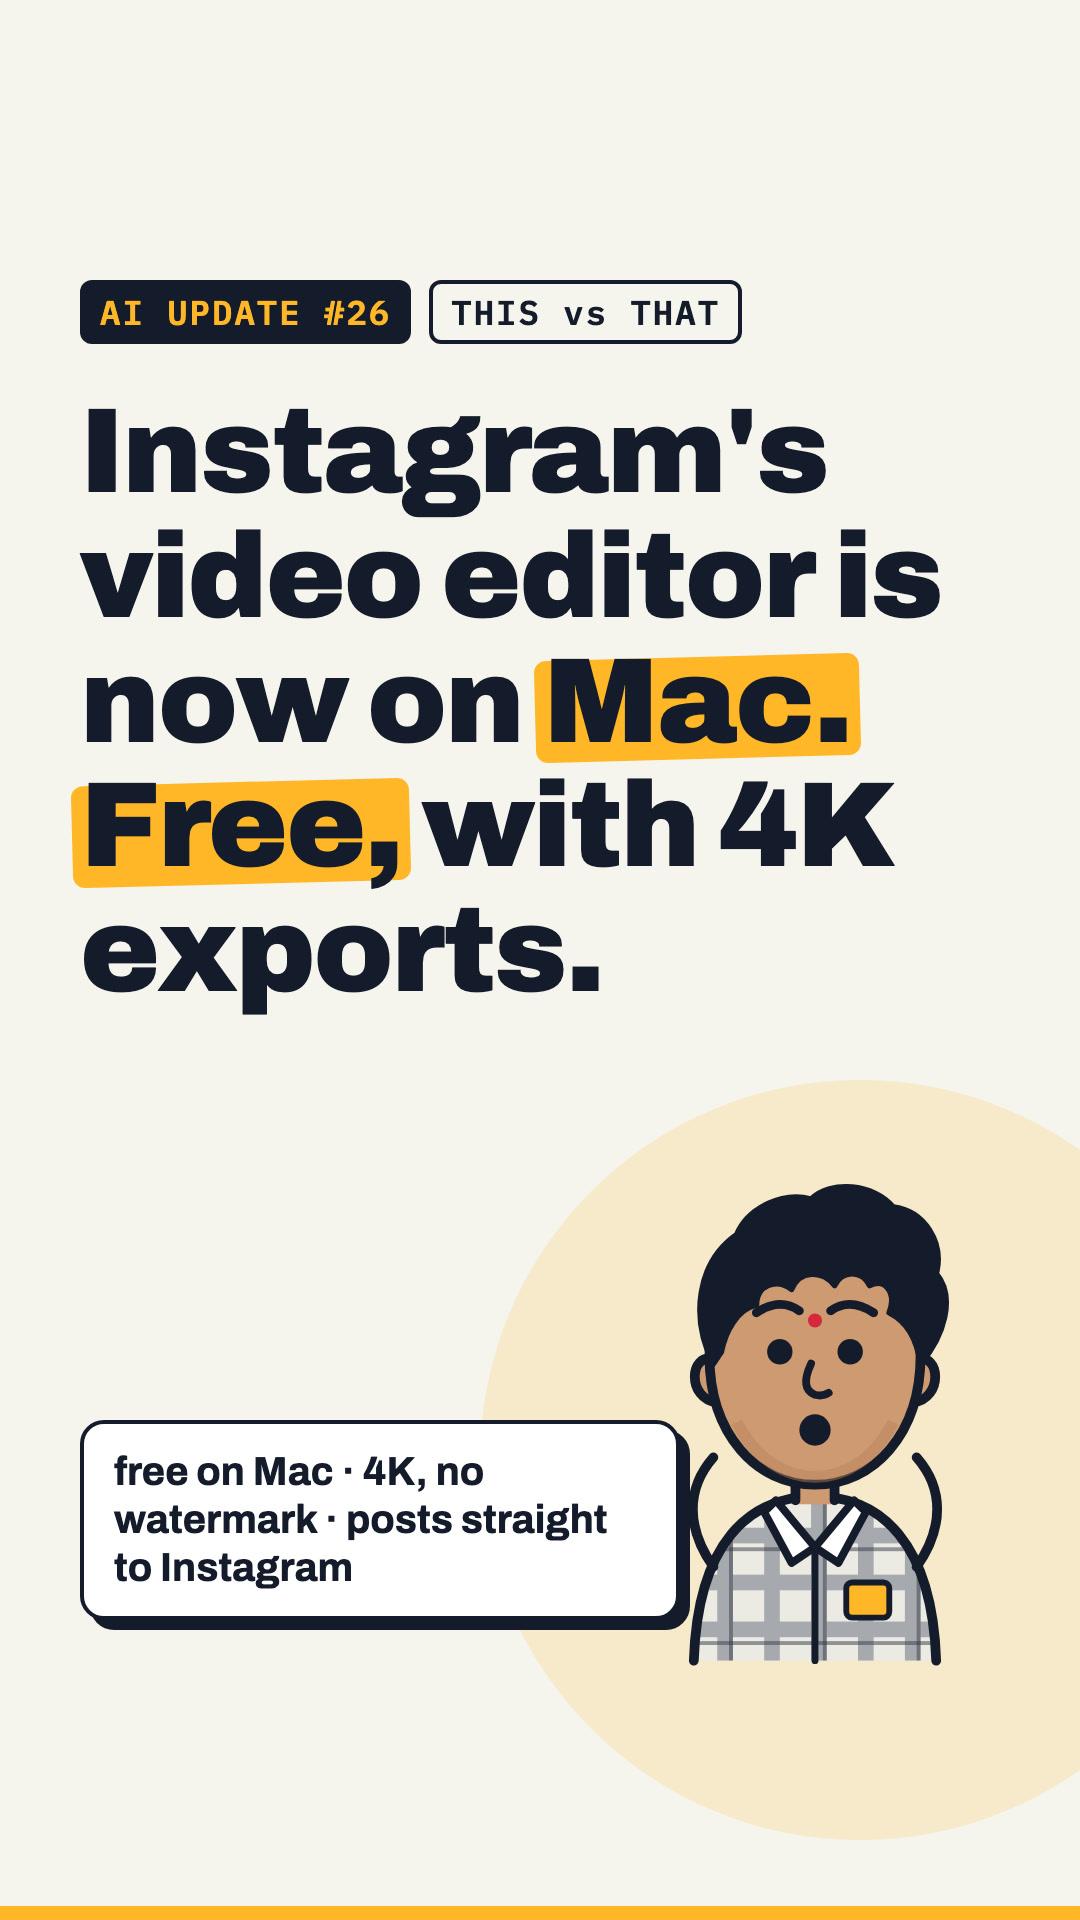 AI UPDATE #26
THIS vs THAT
Instagram's
video editor is
now on Mac.
Free, with 4K
exports.
free on Mac · 4K, no
watermark · posts straight
to Instagram